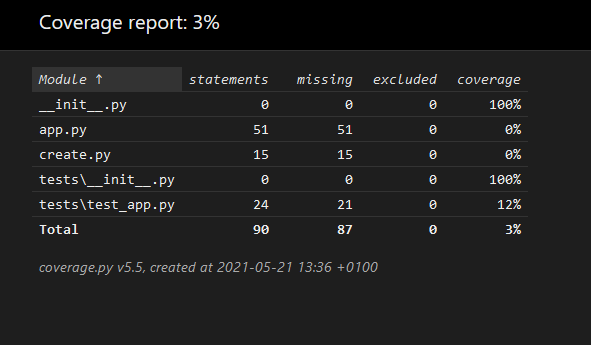 Coverage report: 3%
Module ↑ statements missing excluded coverage
__init__.py 0 0 0 100%
app.py 51 51 0 0%
create.py 15 15 0 0%
tests\__init__.py 0 0 0 100%
tests\test_app.py 24 21 0 12%
Total 90 87 0 3%
coverage.py v5.5, created at 2021-05-21 13:36 +0100